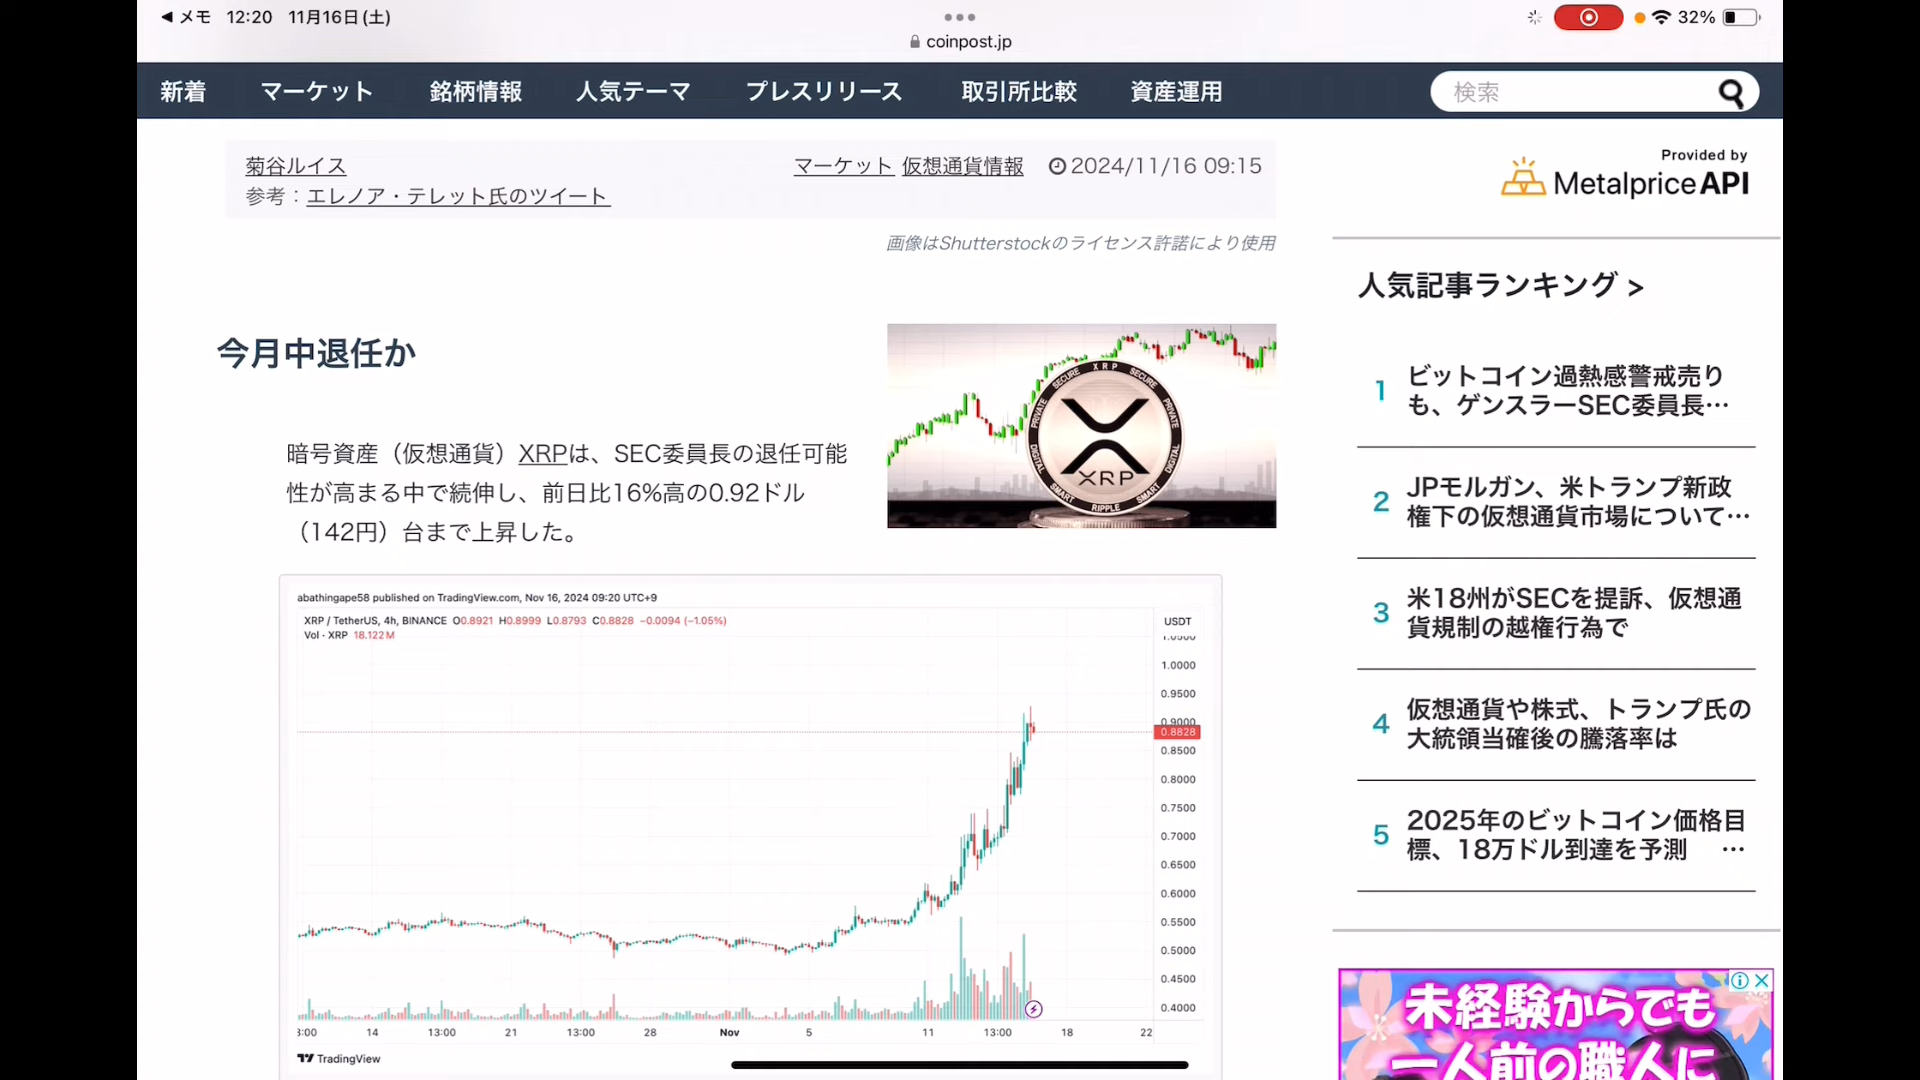 ◀ メモ 12:20 11月16日(土)
32%
coinpost.jp
新着 マーケット 銘柄情報 人気テーマ プレスリリース 取引所比較 資産運用 検索
菊谷ルイス
マーケット 仮想通貨情報 2024/11/16 09:15
参考：エレノア・テレット氏のツイート
画像はShutterstockのライセンス許諾により使用
今月中退任か
暗号資産（仮想通貨）XRPは、SEC委員長の退任可能
性が高まる中で続伸し、前日比16%高の0.92ドル
（142円）台まで上昇した。
XRP
SECURE XRP SECURE
PRIVATE
DIGITAL
SMART RIPPLE SMART
DIGITAL
PRIVATE
abathingape58 published on TradingView.com, Nov 16, 2024 09:20 UTC+9
XRP / TetherUS, 4h, BINANCE O0.8921 H0.8999 L0.8793 C0.8828 −0.0094 (−1.05%)
Vol · XRP 18.122M
USDT
1.0500
1.0000
0.9500
0.9000
0.8828
0.8500
0.8000
0.7500
0.7000
0.6500
0.6000
0.5500
0.5000
0.4500
0.4000
3:00 14 13:00 21 13:00 28 Nov 5 11 13:00 18 22
TradingView
Provided by
MetalpriceAPI
人気記事ランキング >
1 ビットコイン過熱感警戒売り
も、ゲンスラーSEC委員長…
2 JPモルガン、米トランプ新政
権下の仮想通貨市場について…
3 米18州がSECを提訴、仮想通
貨規制の越権行為で
4 仮想通貨や株式、トランプ氏の
大統領当確後の騰落率は
5 2025年のビットコイン価格目
標、18万ドル到達を予測 …
未経験からでも
一人前の職人に